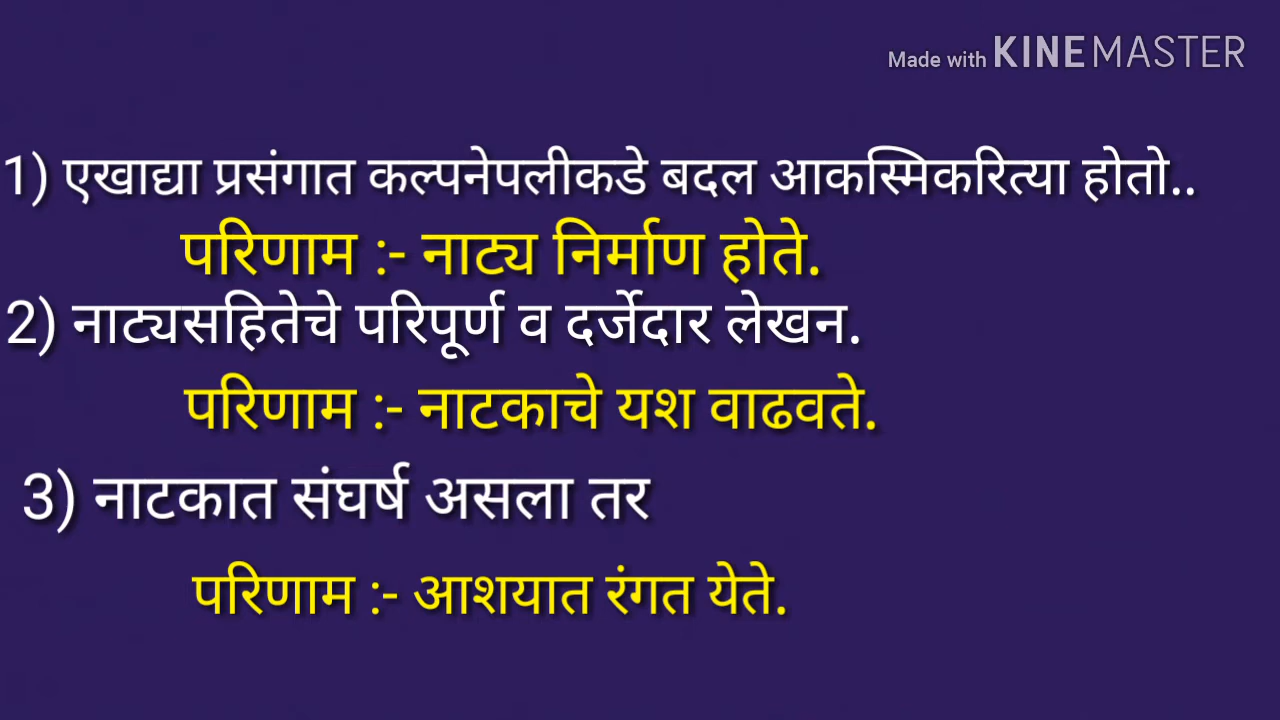 Made with KINEMASTER
1) एखाद्या प्रसंगात कल्पनेपलीकडे बदल आकस्मिकरित्या होतो..
परिणाम :- नाट्य निर्माण होते.
2) नाट्यसहितेचे परिपूर्ण व दर्जेदार लेखन.
परिणाम :- नाटकाचे यश वाढवते.
3) नाटकात संघर्ष असला तर
परिणाम :- आशयात रंगत येते.